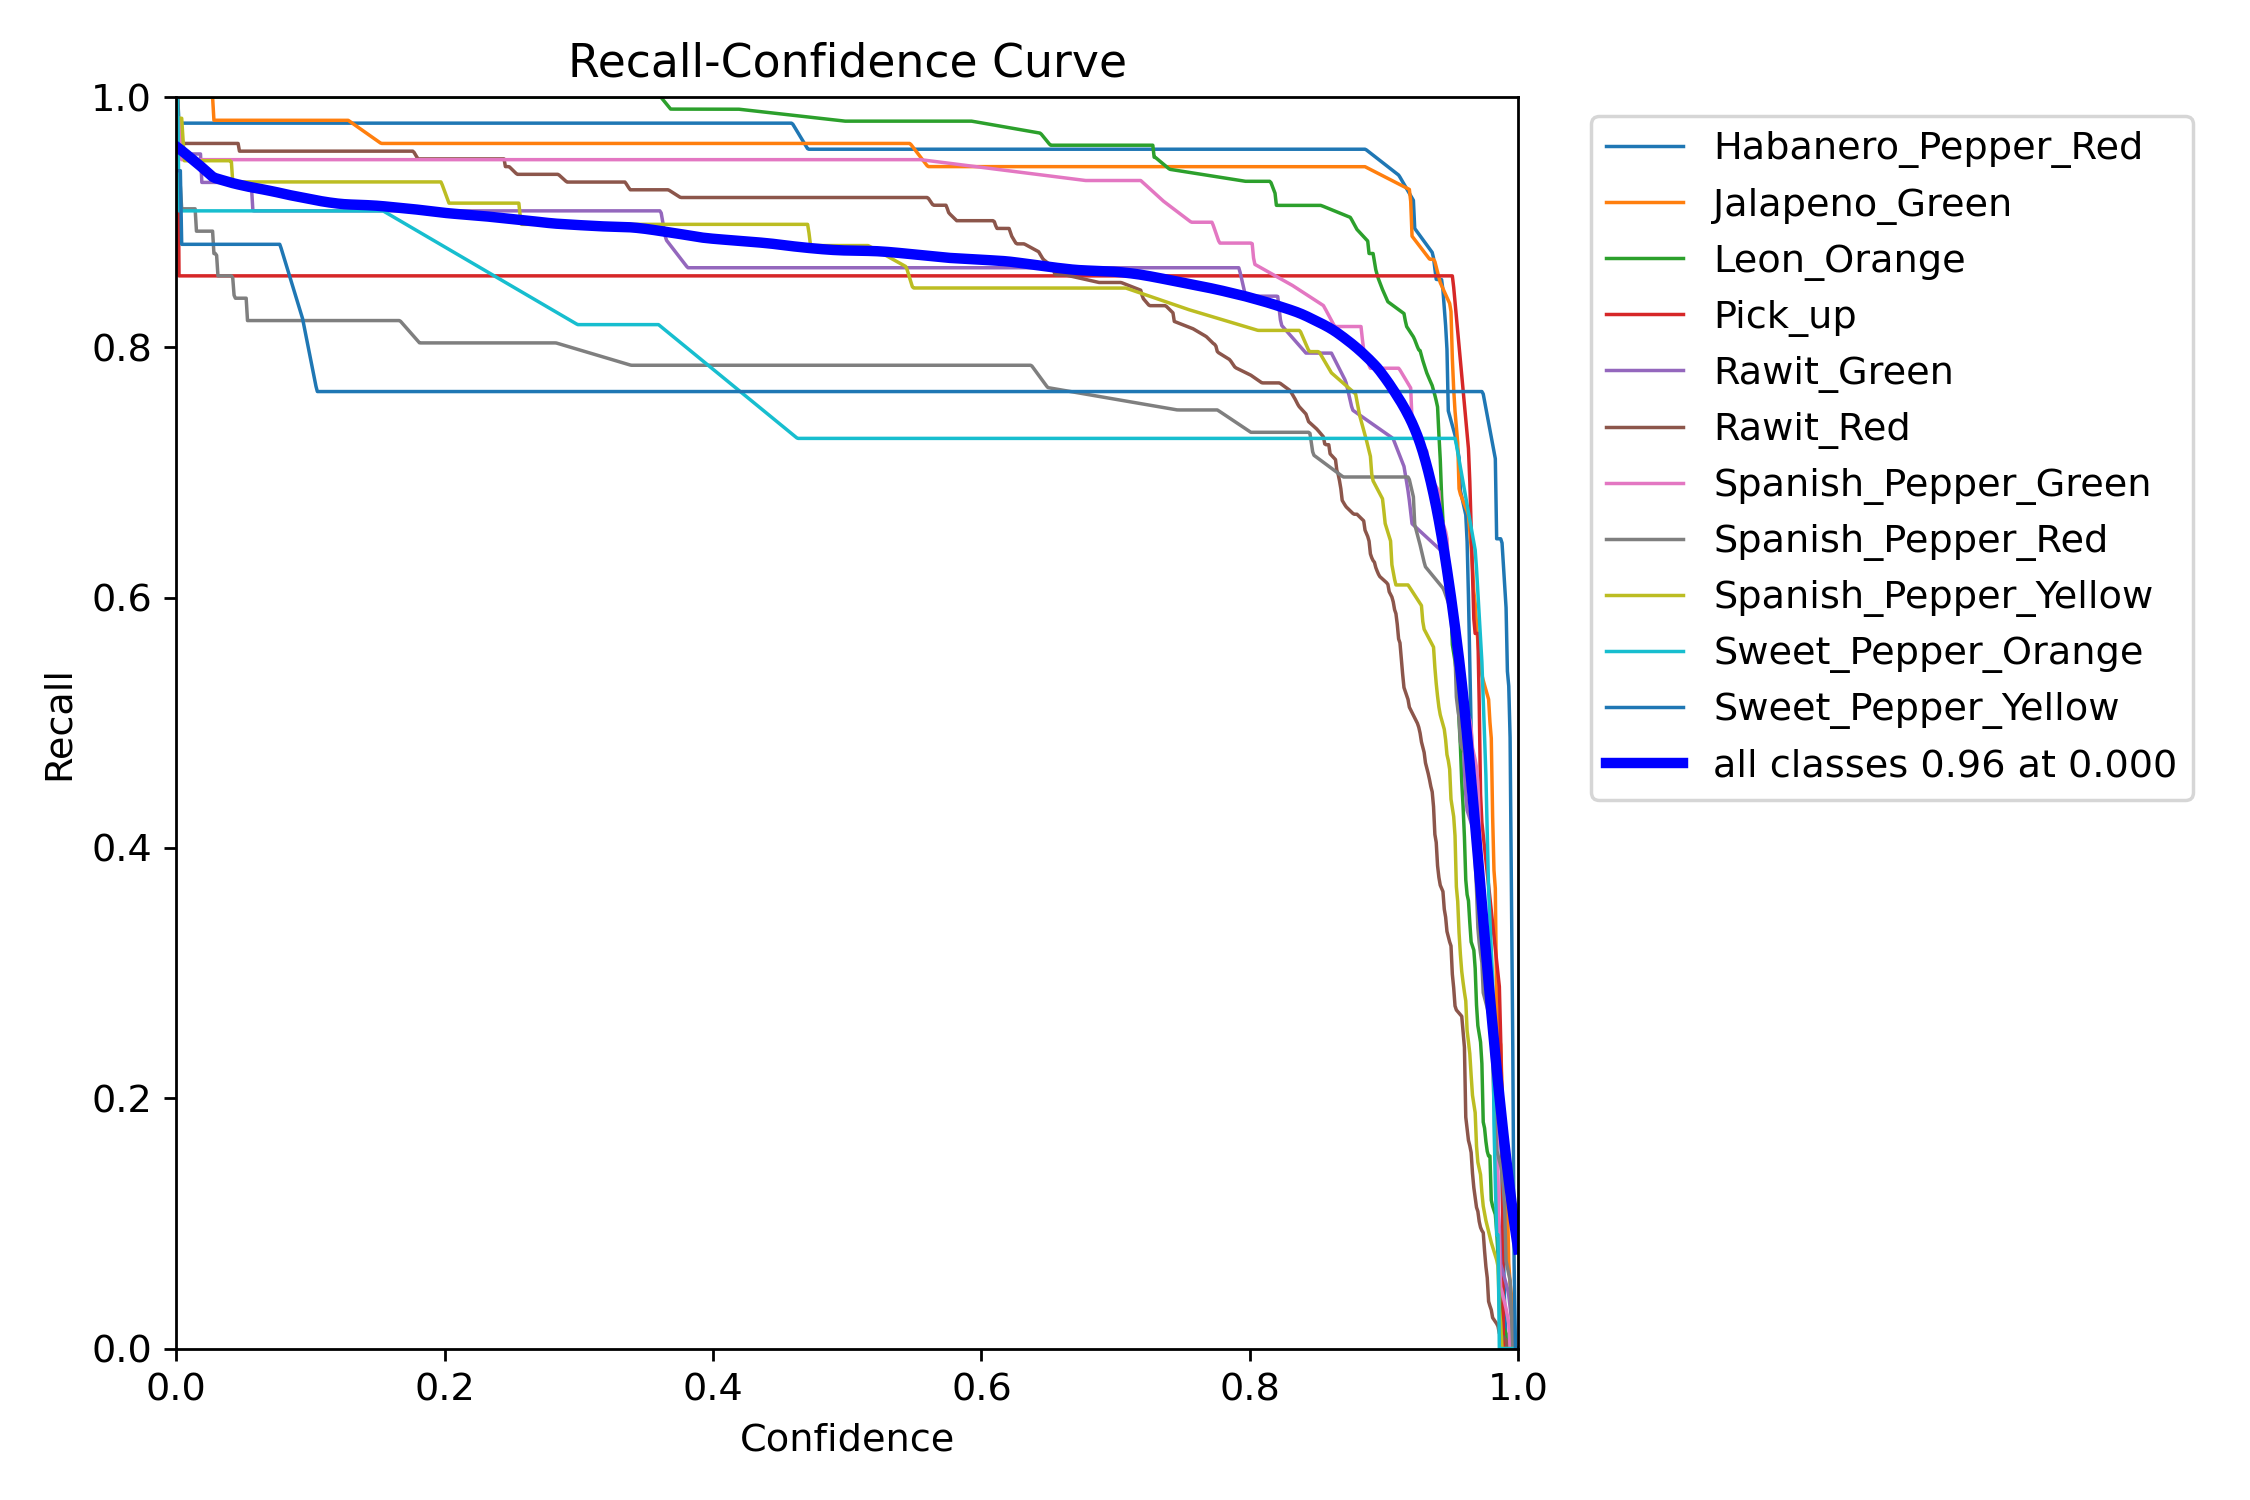 Recall-Confidence Curve
1.0
0.8
0.6
0.4
0.2
0.0
Recall
0.0 0.2 0.4 0.6 0.8 1.0
Confidence
Habanero_Pepper_Red
Jalapeno_Green
Leon_Orange
Pick_up
Rawit_Green
Rawit_Red
Spanish_Pepper_Green
Spanish_Pepper_Red
Spanish_Pepper_Yellow
Sweet_Pepper_Orange
Sweet_Pepper_Yellow
all classes 0.96 at 0.000